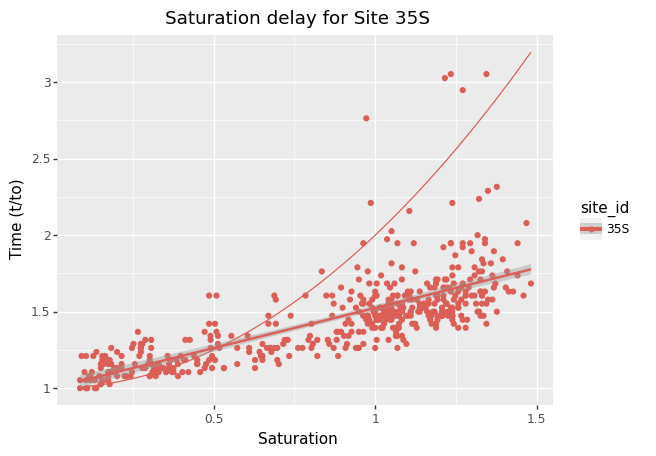 Saturation delay for Site 35S
Time (t/to)
3
2.5
2
1.5
1
0.5
1
1.5
Saturation
site_id
35S